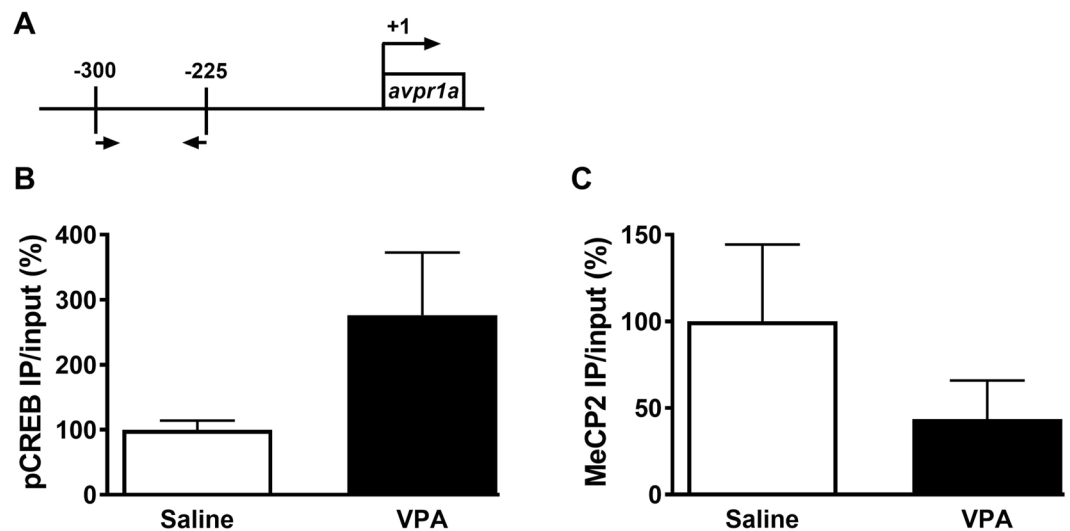 A
+1
-300
-225
avpr1a
B
C
pCREB IP/input (%)
400
300
200
100
0
Saline
VPA
MeCP2 IP/input (%)
150
100
50
0
Saline
VPA